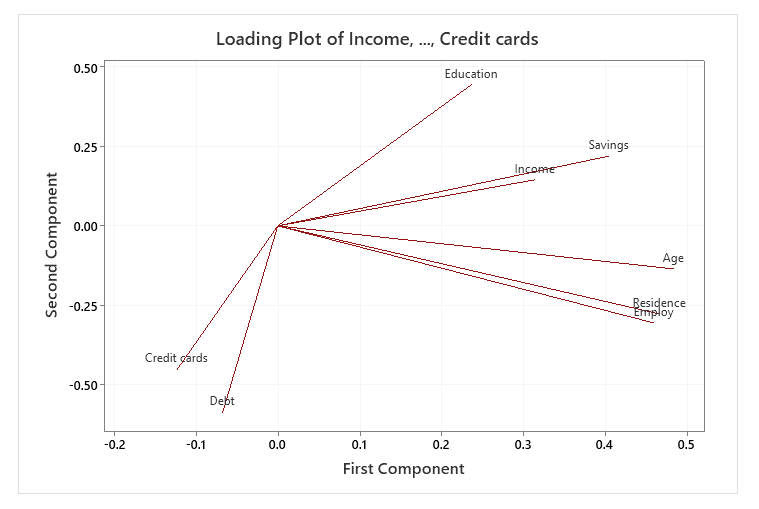 Loading Plot of Income, ..., Credit cards
0.50
Education
0.25
Savings
Income
0.00
Age
-0.25
Residence
Employ
Credit cards
-0.50
Debt
Second Component
-0.2 -0.1 0.0 0.1 0.2 0.3 0.4 0.5
First Component